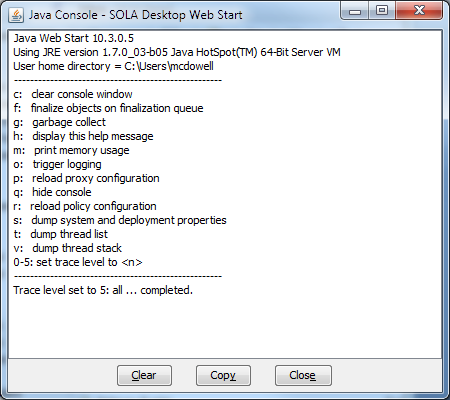 Java Console - SOLA Desktop Web Start
Java Web Start 10.3.0.5
Using JRE version 1.7.0_03-b05 Java HotSpot(TM) 64-Bit Server VM
User home directory = C:\Users\mcdowell
----------------------------------------------------
c:   clear console window
f:   finalize objects on finalization queue
g:   garbage collect
h:   display this help message
m:   print memory usage
o:   trigger logging
p:   reload proxy configuration
q:   hide console
r:   reload policy configuration
s:   dump system and deployment properties
t:   dump thread list
v:   dump thread stack
0-5: set trace level to <n>
----------------------------------------------------
Trace level set to 5: all ... completed.
Clear Copy Close